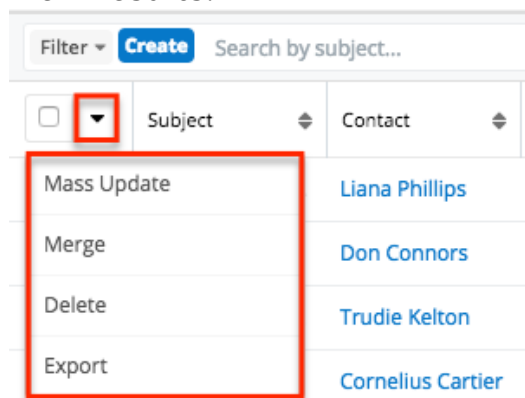 Filter Create Search by subject...
Subject Contact
Mass Update Liana Phillips
Merge Don Connors
Delete Trudie Kelton
Export Cornelius Cartier